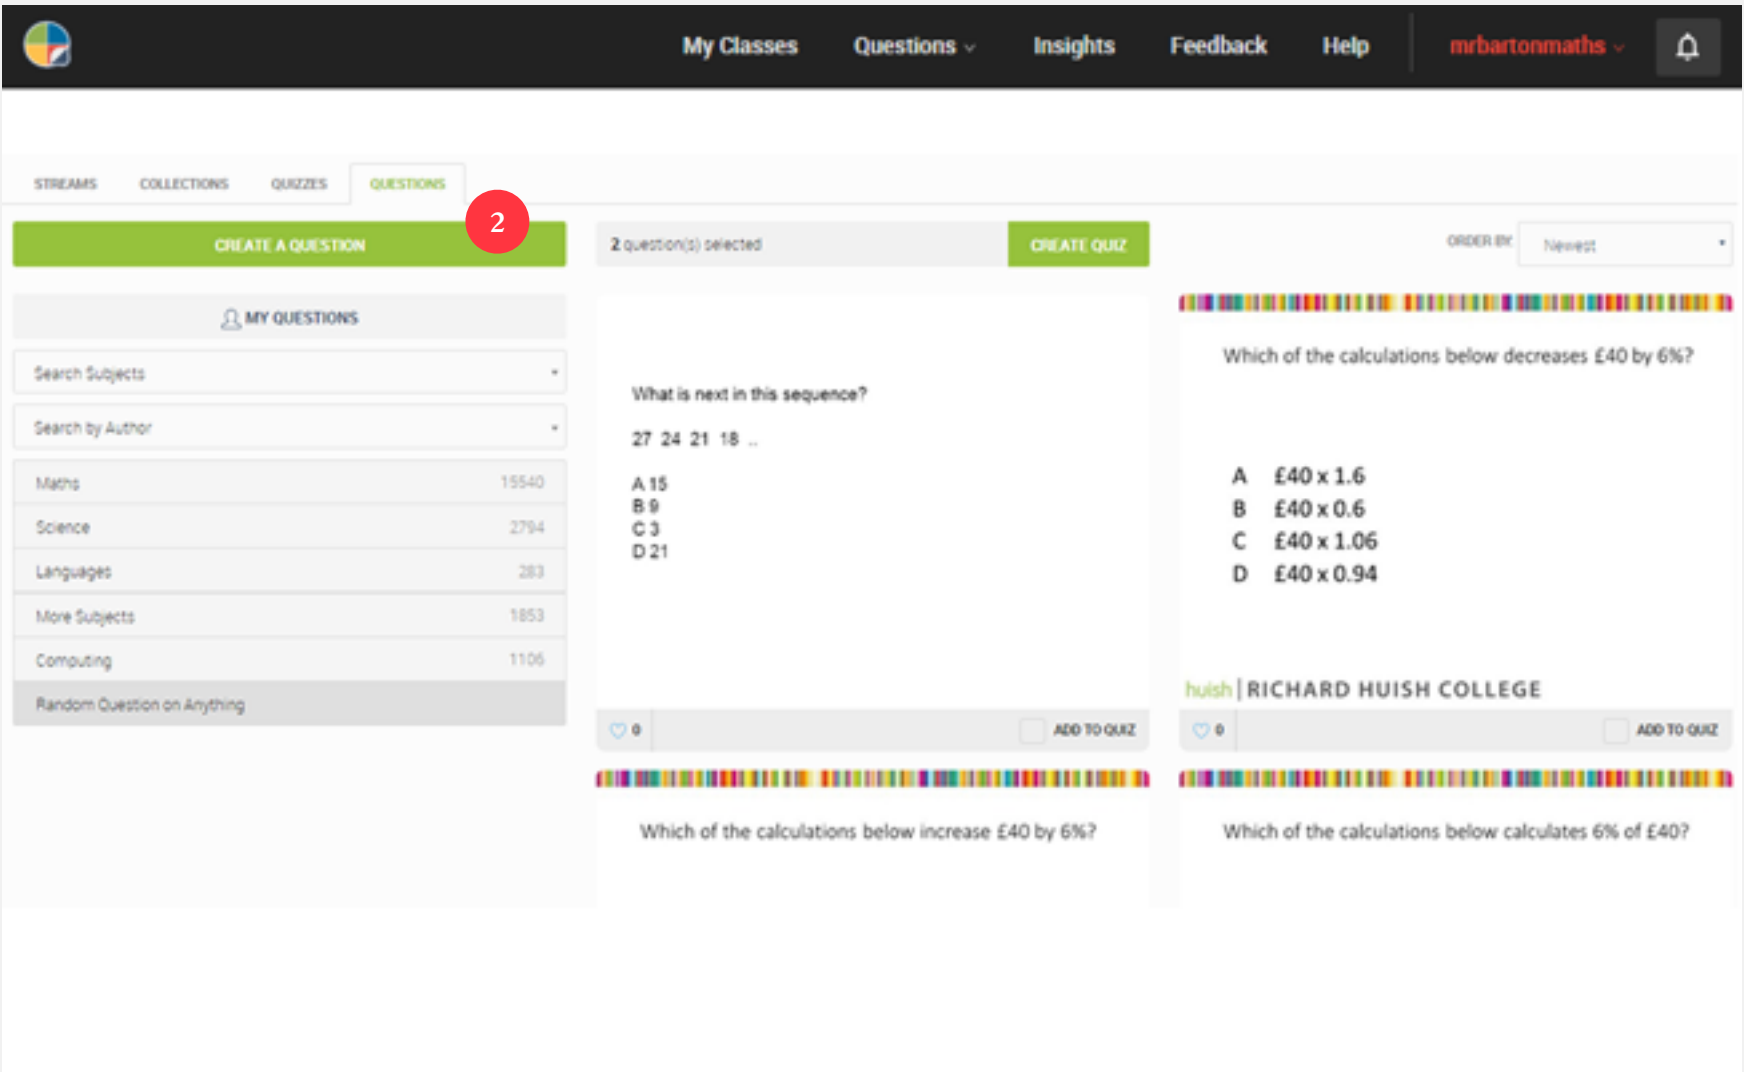 My Classes Questions Insights Feedback Help mrbartonmaths
STREAMS COLLECTIONS QUIZZES QUESTIONS
2
CREATE A QUESTION
MY QUESTIONS
Search Subjects
Search by Author
Maths 15540
Science 2794
Languages 283
More Subjects 1853
Computing 1106
Random Question on Anything
2 question(s) selected CREATE QUIZ
ORDER BY: Newest
What is next in this sequence?
27 24 21 18 ..
A 15
B 9
C 3
D 21
0 ADD TO QUIZ
Which of the calculations below decreases £40 by 6%?
A £40 x 1.6
B £40 x 0.6
C £40 x 1.06
D £40 x 0.94
huish | RICHARD HUISH COLLEGE
0 ADD TO QUIZ
Which of the calculations below increase £40 by 6%?
Which of the calculations below calculates 6% of £40?